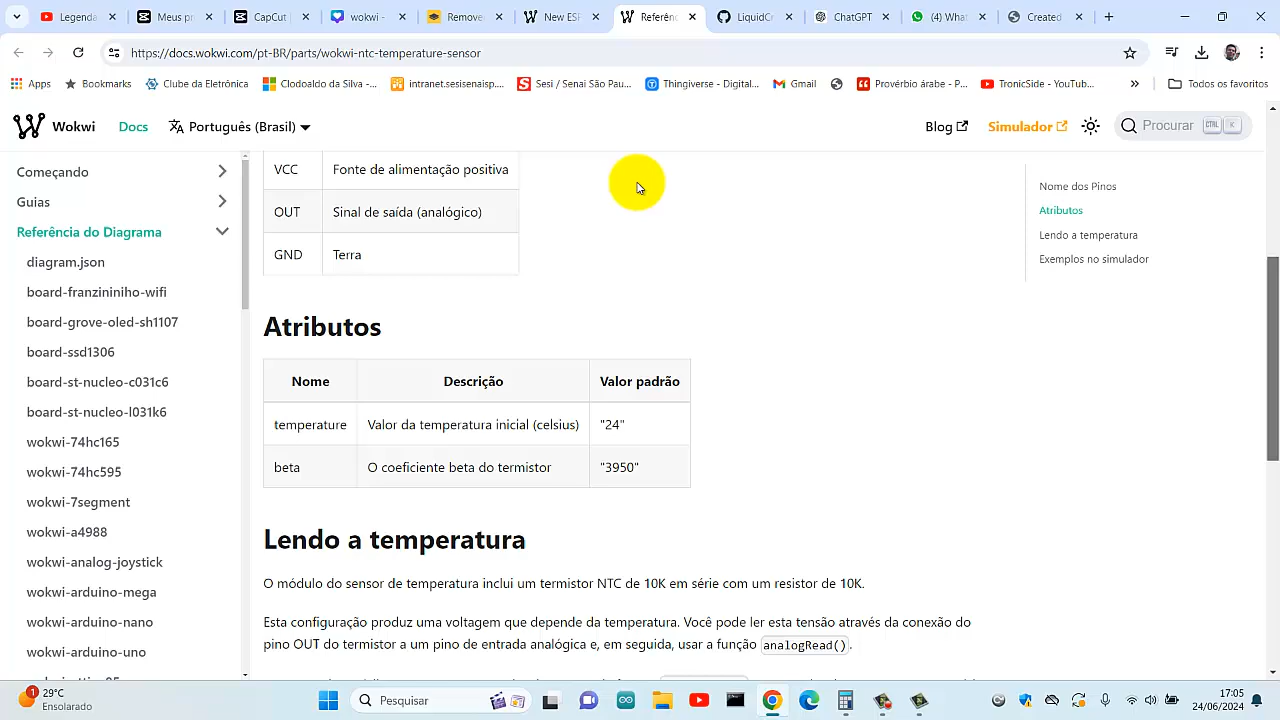 Legenda
Meus pr
CapCut
wokwi -
Remove
New ESP
Referên
LiquidC
ChatGPT
(4) What
Created
https://docs.wokwi.com/pt-BR/parts/wokwi-ntc-temperature-sensor
Apps
Bookmarks
Clube da Eletrônica
Clodoaldo da Silva -...
intranet.sesisenaisp...
Sesi / Senai São Pau...
Thingiverse - Digital...
Gmail
Provérbio árabe - P...
TronicSide - YouTub...
»
Todos os favoritos
Wokwi
Docs
Português (Brasil)
Blog
Simulador
Procurar
CTRL
K
Começando
Guias
Referência do Diagrama
diagram.json
board-franzininiho-wifi
board-grove-oled-sh1107
board-ssd1306
board-st-nucleo-c031c6
board-st-nucleo-l031k6
wokwi-74hc165
wokwi-74hc595
wokwi-7segment
wokwi-a4988
wokwi-analog-joystick
wokwi-arduino-mega
wokwi-arduino-nano
wokwi-arduino-uno
VCC Fonte de alimentação positiva
OUT Sinal de saída (analógico)
GND Terra
Atributos
Nome Descrição Valor padrão
temperature Valor da temperatura inicial (celsius) "24"
beta O coeficiente beta do termistor "3950"
Lendo a temperatura
O módulo do sensor de temperatura inclui um termistor NTC de 10K em série com um resistor de 10K.
Esta configuração produz uma voltagem que depende da temperatura. Você pode ler esta tensão através da conexão do
pino OUT do termistor a um pino de entrada analógica e, em seguida, usar a função analogRead().
Nome dos Pinos
Atributos
Lendo a temperatura
Exemplos no simulador
1
29°C
Ensolarado
Pesquisar
17:05
24/06/2024